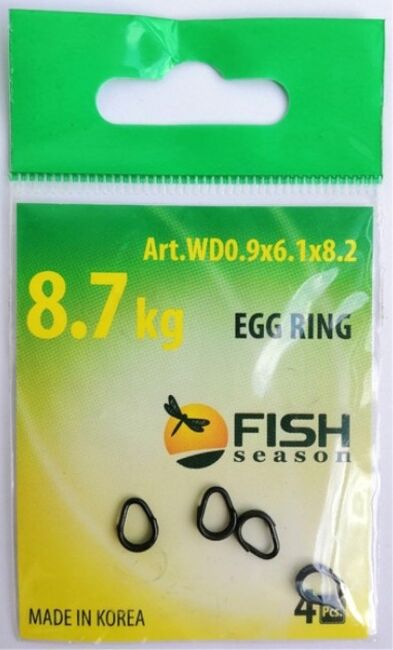 Art.WD0.9x6.1x8.2
8.7 kg
EGG RING
FISH
season
4 Pcs.
MADE IN KOREA